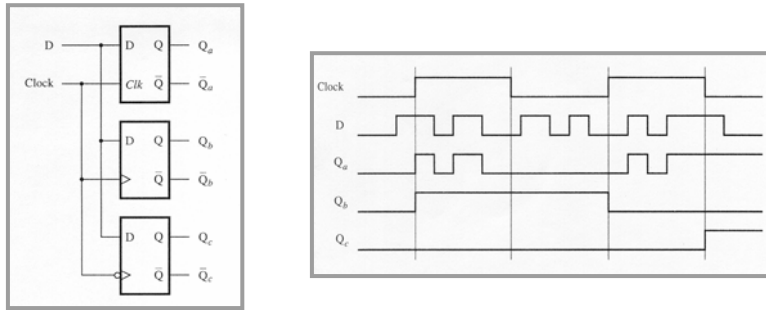 D D Q Qa
Clock Clk Q̄ Q̄a
D Q Qb
Q̄ Q̄b
D Q Qc
Q̄ Q̄c
Clock
D
Qa
Qb
Qc